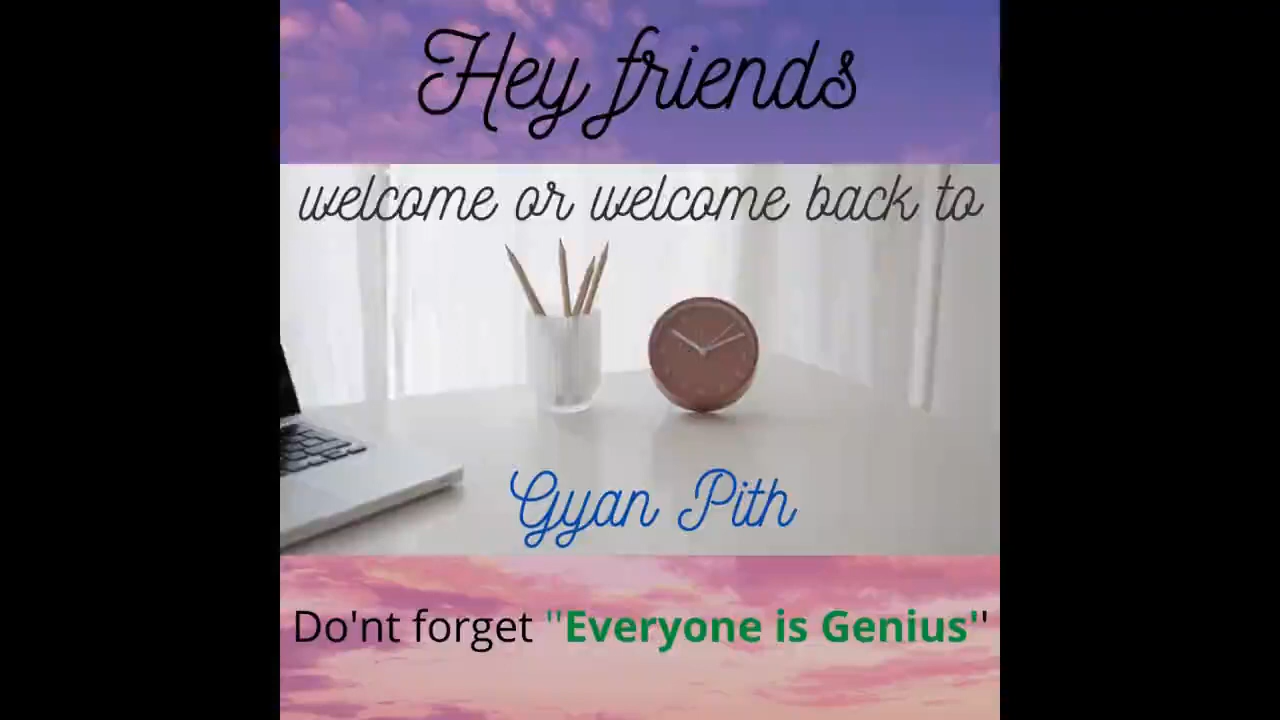 Hey friends
welcome or welcome back to
Gyan Pith
Do'nt forget "Everyone is Genius"